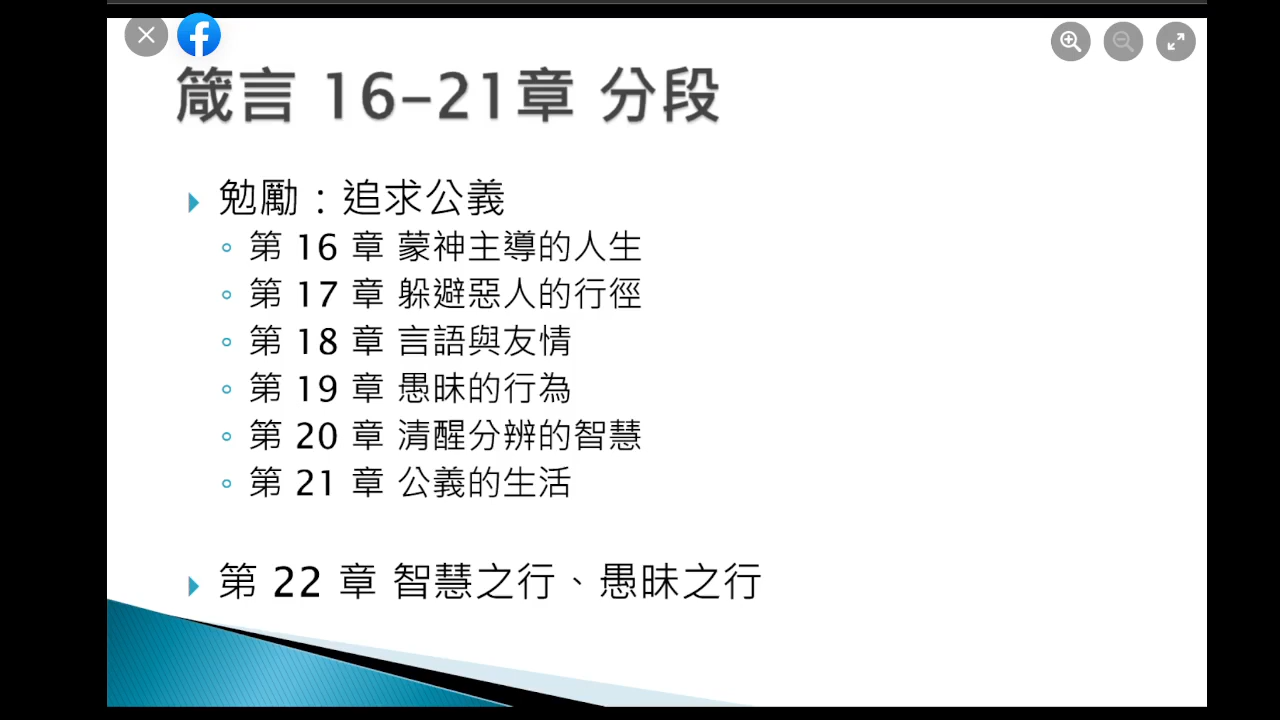 箴言 16-21章 分段
勉勵：追求公義
第 16 章 蒙神主導的人生
第 17 章 躲避惡人的行徑
第 18 章 言語與友情
第 19 章 愚昧的行為
第 20 章 清醒分辨的智慧
第 21 章 公義的生活
第 22 章 智慧之行、愚昧之行